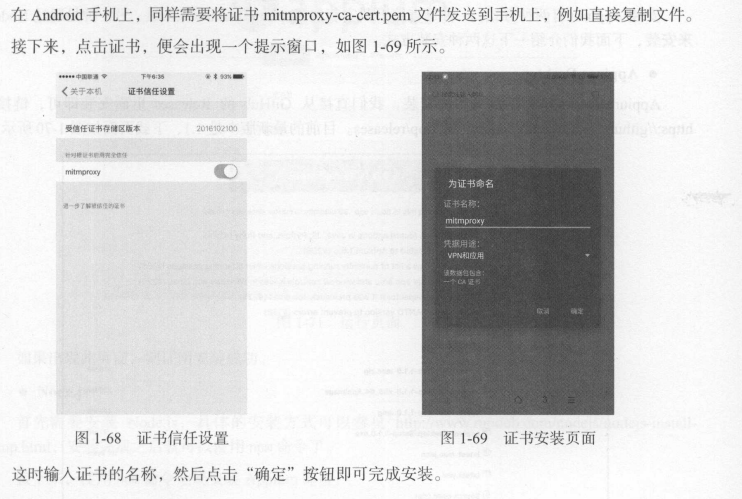 在 Android 手机上，同样需要将证书 mitmproxy-ca-cert.pem 文件发送到手机上，例如直接复制文件。
接下来，点击证书，便会出现一个提示窗口，如图 1-69 所示。
中国联通 下午6:36 93%
关于本机 证书信任设置
受信任证书存储区版本 2016102100
针对根证书启用完全信任
mitmproxy
进一步了解被信任的证书
为证书命名
证书名称：
mitmproxy
凭据用途：
VPN和应用
该数据包包含：
一个 CA 证书
取消 确定
图 1-68 证书信任设置
图 1-69 证书安装页面
这时输入证书的名称，然后点击“确定”按钮即可完成安装。